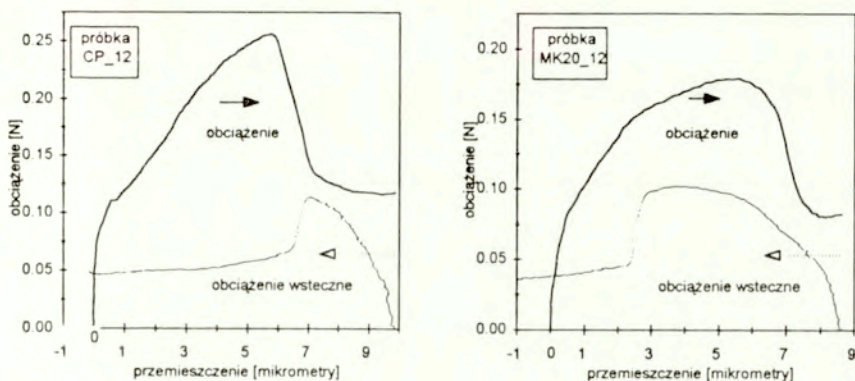 próbka
CP_12
0.25
0.20
0.15
0.10
0.05
0.00
obciążenie [N]
obciążenie
obciążenie wsteczne
-1
0
1
3
5
7
9
przemieszczenie [mikrometry]
próbka
MK20_12
0.20
0.15
0.10
0.05
0.00
obciążenie [N]
obciążenie
obciążenie wsteczne
-1
0
1
3
5
7
9
przemieszczenie [mikrometry]